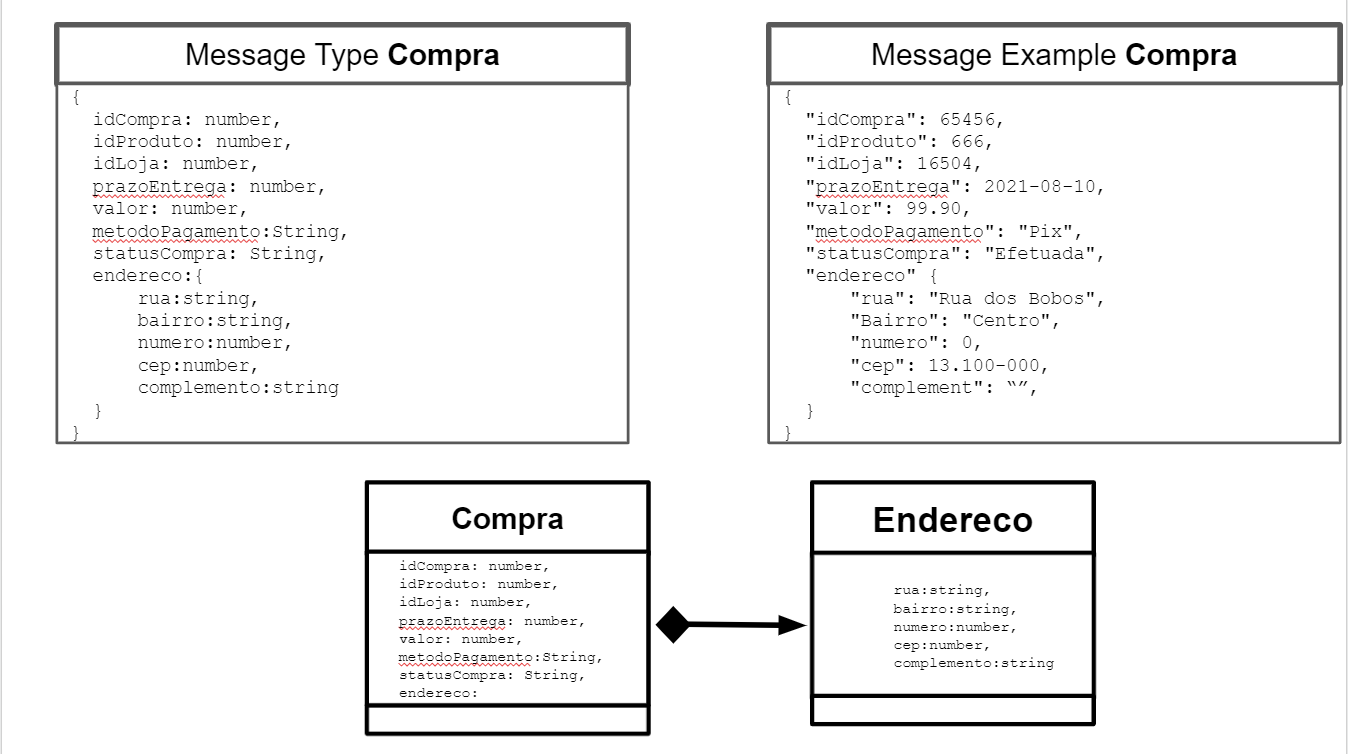 Message Type Compra
{
idCompra: number,
idProduto: number,
idLoja: number,
prazoEntrega: number,
valor: number,
metodoPagamento:String,
statusCompra: String,
endereco:{
rua:string,
bairro:string,
numero:number,
cep:number,
complemento:string
}
}
Message Example Compra
{
"idCompra": 65456,
"idProduto": 666,
"idLoja": 16504,
"prazoEntrega": 2021-08-10,
"valor": 99.90,
"metodoPagamento": "Pix",
"statusCompra": "Efetuada",
"endereco" {
"rua": "Rua dos Bobos",
"Bairro": "Centro",
"numero": 0,
"cep": 13.100-000,
"complement": “”,
}
}
Compra
idCompra: number,
idProduto: number,
idLoja: number,
prazoEntrega: number,
valor: number,
metodoPagamento:String,
statusCompra: String,
endereco:
Endereco
rua:string,
bairro:string,
numero:number,
cep:number,
complemento:string